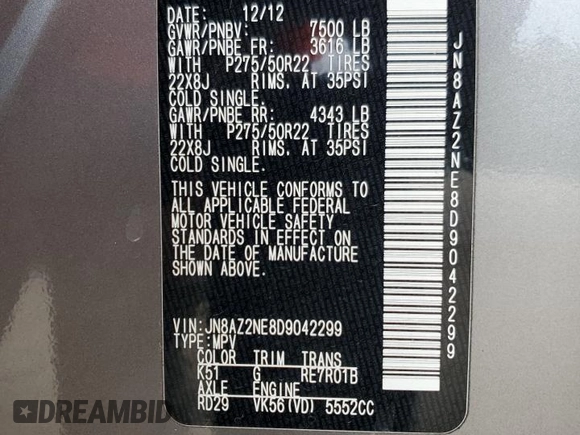 DATE: 12/12
GVWR/PNBV: 7500 LB
GAWR/PNBE FR: 3616 LB
WITH P275/50R22 TIRES
22X8J RIMS. AT 35PSI
COLD SINGLE.
GAWR/PNBE RR: 4343 LB
WITH P275/50R22 TIRES
22X8J RIMS. AT 35PSI
COLD SINGLE.
THIS VEHICLE CONFORMS TO
ALL APPLICABLE FEDERAL
MOTOR VEHICLE SAFETY
STANDARDS IN EFFECT ON
THE DATE OF MANUFACTURE
SHOWN ABOVE.
VIN:JN8AZ2NE8D9042299
TYPE:MPV
COLOR TRIM TRANS
K51 G RE7R01B
AXLE ENGINE
RD29 VK56(VD) 5552CC
JN8AZ2NE8D9042299
DREAMBID